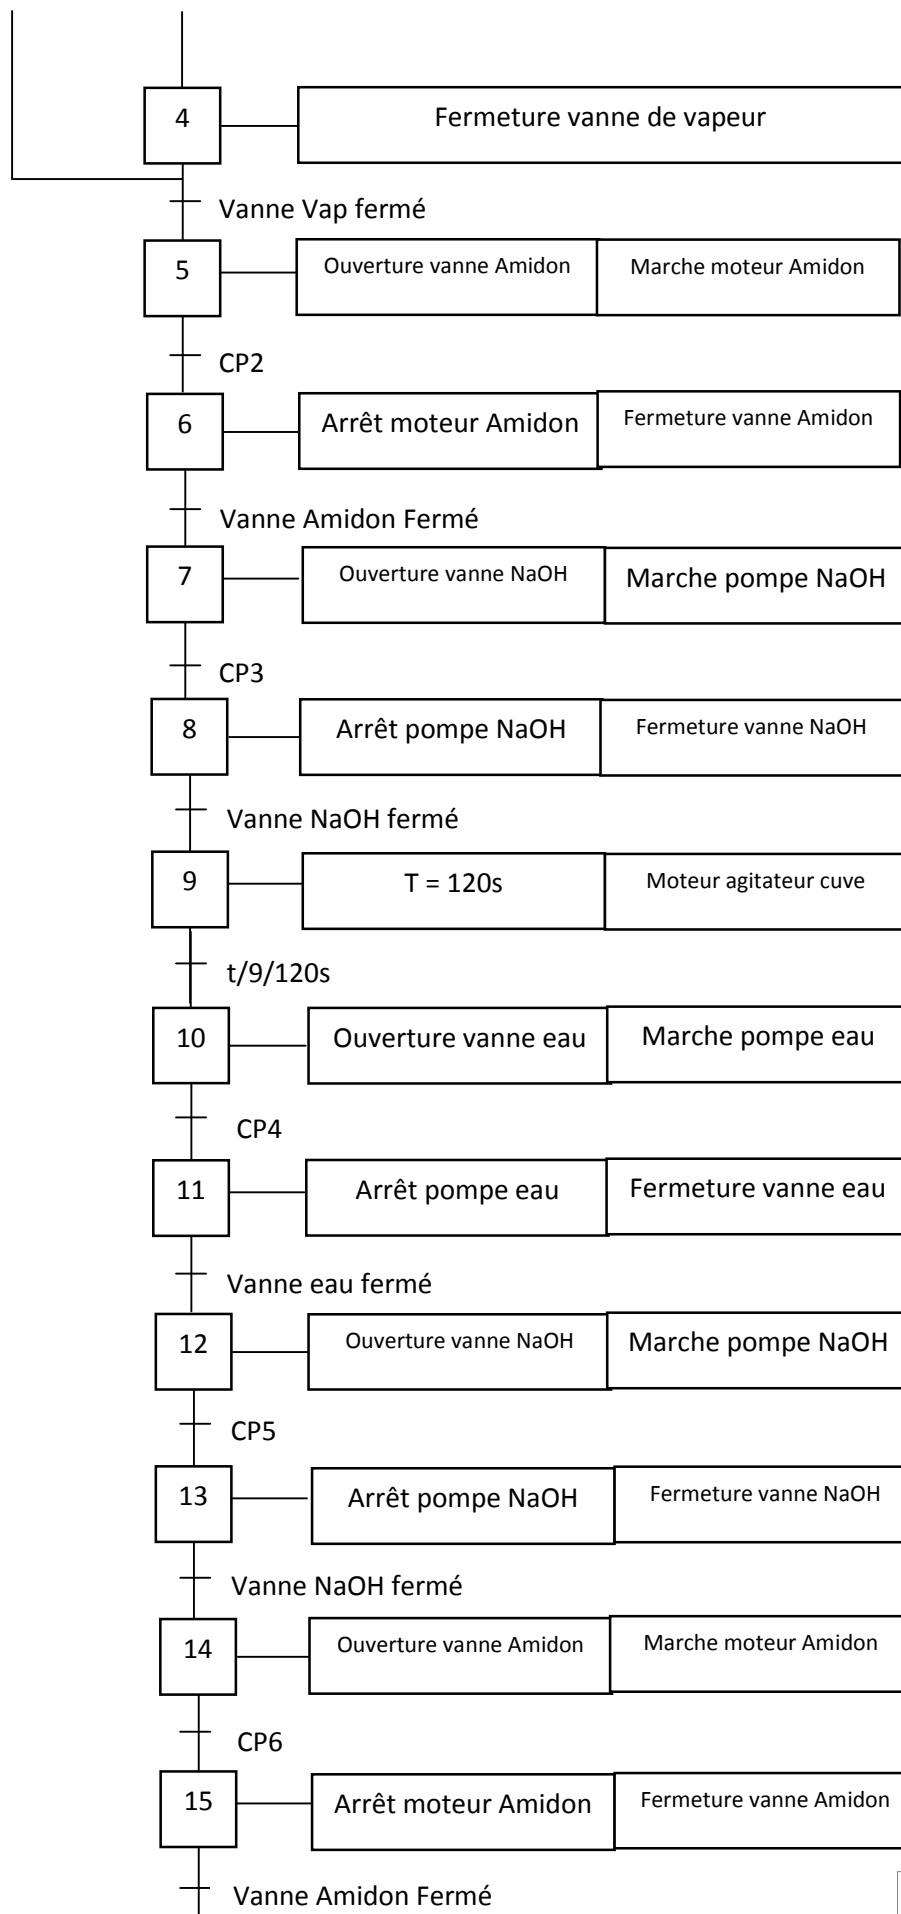 4 Fermeture vanne de vapeur
Vanne Vap fermé
5 Ouverture vanne Amidon Marche moteur Amidon
CP2
6 Arrêt moteur Amidon Fermeture vanne Amidon
Vanne Amidon Fermé
7 Ouverture vanne NaOH Marche pompe NaOH
CP3
8 Arrêt pompe NaOH Fermeture vanne NaOH
Vanne NaOH fermé
9 T = 120s Moteur agitateur cuve
t/9/120s
10 Ouverture vanne eau Marche pompe eau
CP4
11 Arrêt pompe eau Fermeture vanne eau
Vanne eau fermé
12 Ouverture vanne NaOH Marche pompe NaOH
CP5
13 Arrêt pompe NaOH Fermeture vanne NaOH
Vanne NaOH fermé
14 Ouverture vanne Amidon Marche moteur Amidon
CP6
15 Arrêt moteur Amidon Fermeture vanne Amidon
Vanne Amidon Fermé